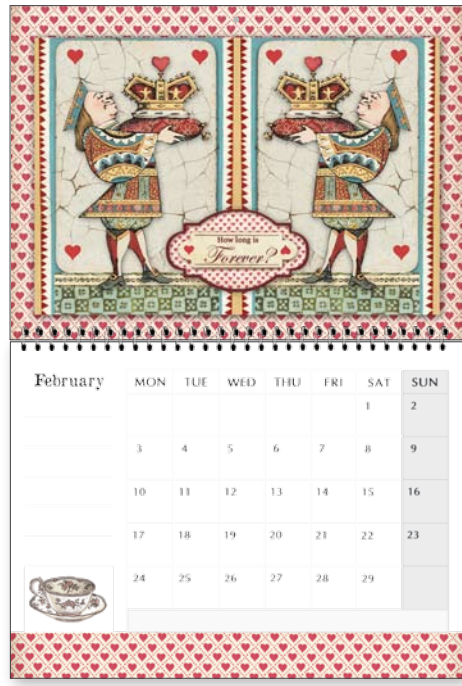 How long is
Forever?
February MON TUE WED THU FRI SAT SUN
1 2
3 4 5 6 7 8 9
10 11 12 13 14 15 16
17 18 19 20 21 22 23
24 25 26 27 28 29